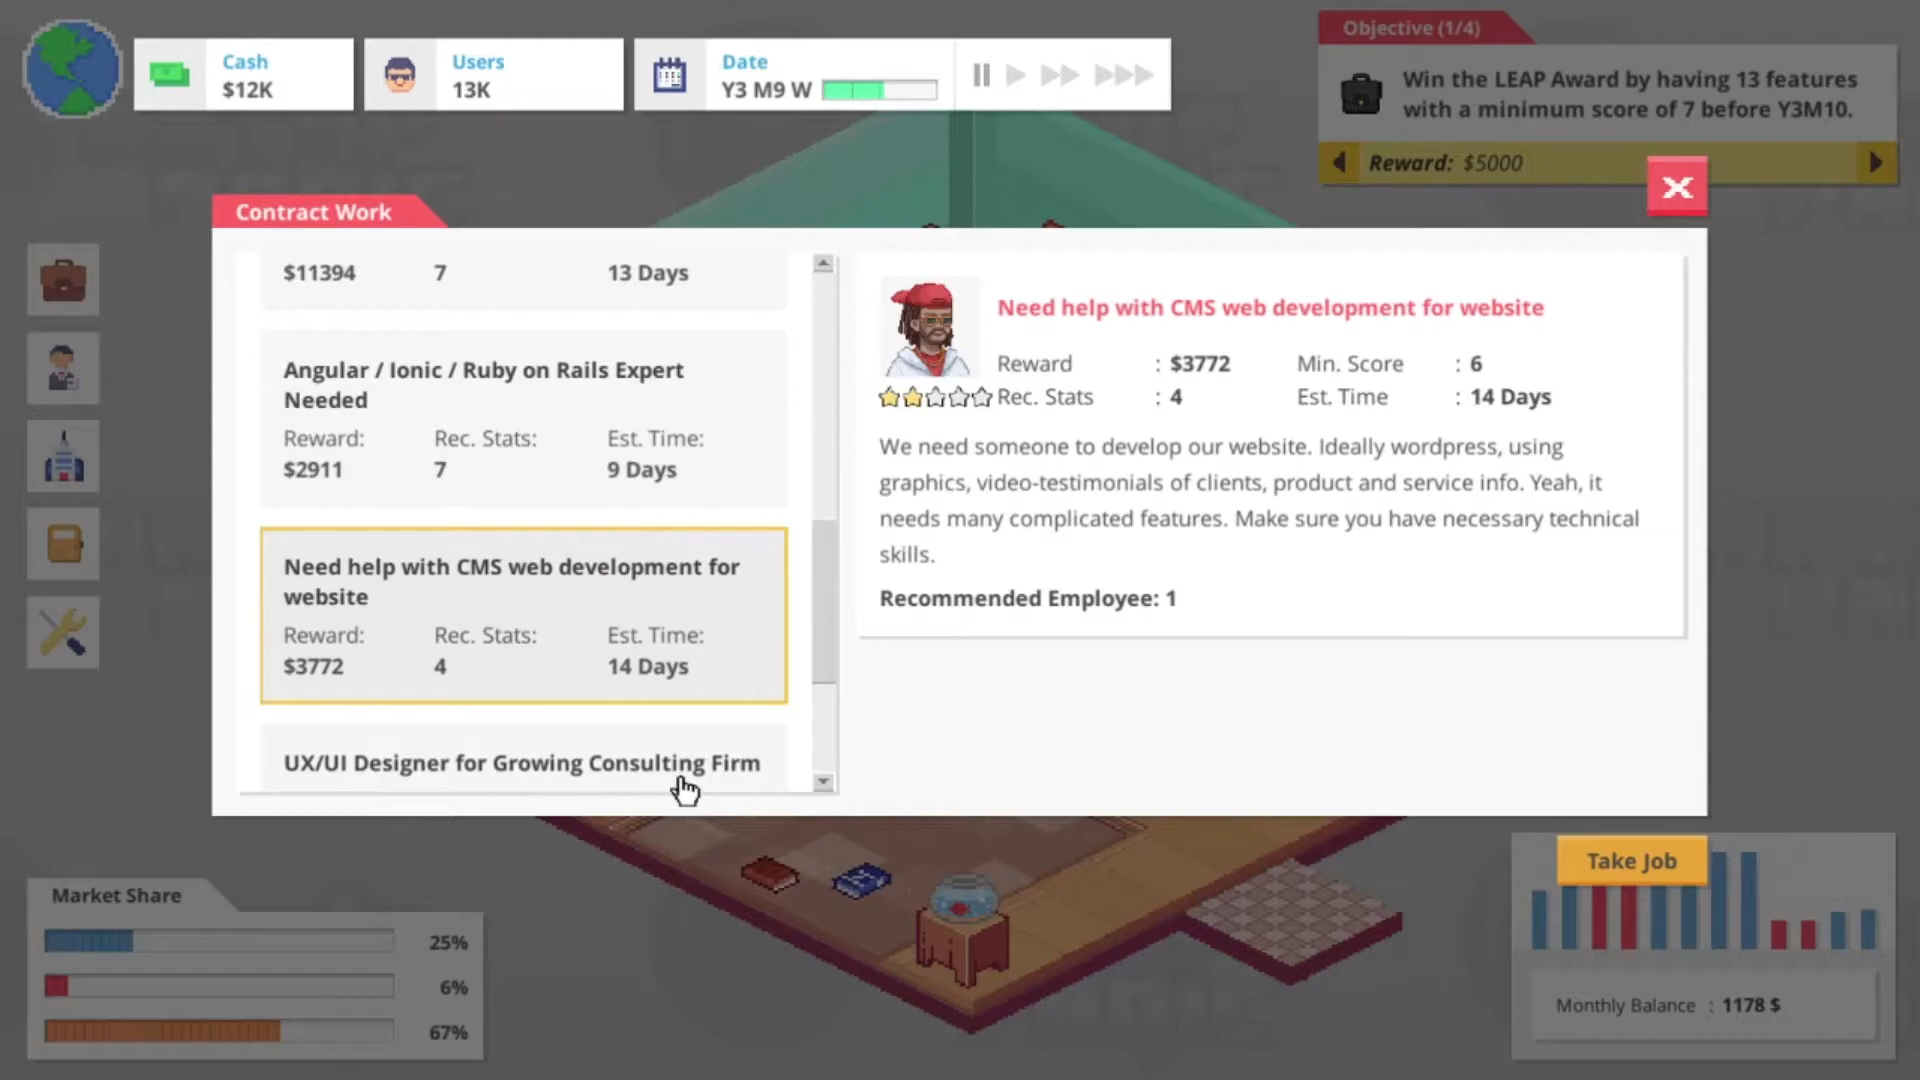 Cash
$12K
Users
13K
Date
Y3 M9 W
Objective (1/4)
Win the LEAP Award by having 13 features
with a minimum score of 7 before Y3M10.
Reward: $5000
Contract Work
$11394 7 13 Days
Angular / Ionic / Ruby on Rails Expert
Needed
Reward: Rec. Stats: Est. Time:
$2911 7 9 Days
Need help with CMS web development for
website
Reward: Rec. Stats: Est. Time:
$3772 4 14 Days
UX/UI Designer for Growing Consulting Firm
Need help with CMS web development for website
Reward : $3772 Min. Score : 6
Rec. Stats : 4 Est. Time : 14 Days
We need someone to develop our website. Ideally wordpress, using
graphics, video-testimonials of clients, product and service info. Yeah, it
needs many complicated features. Make sure you have necessary technical
skills.
Recommended Employee: 1
Take Job
Market Share
25%
6%
67%
Monthly Balance : 1178 $